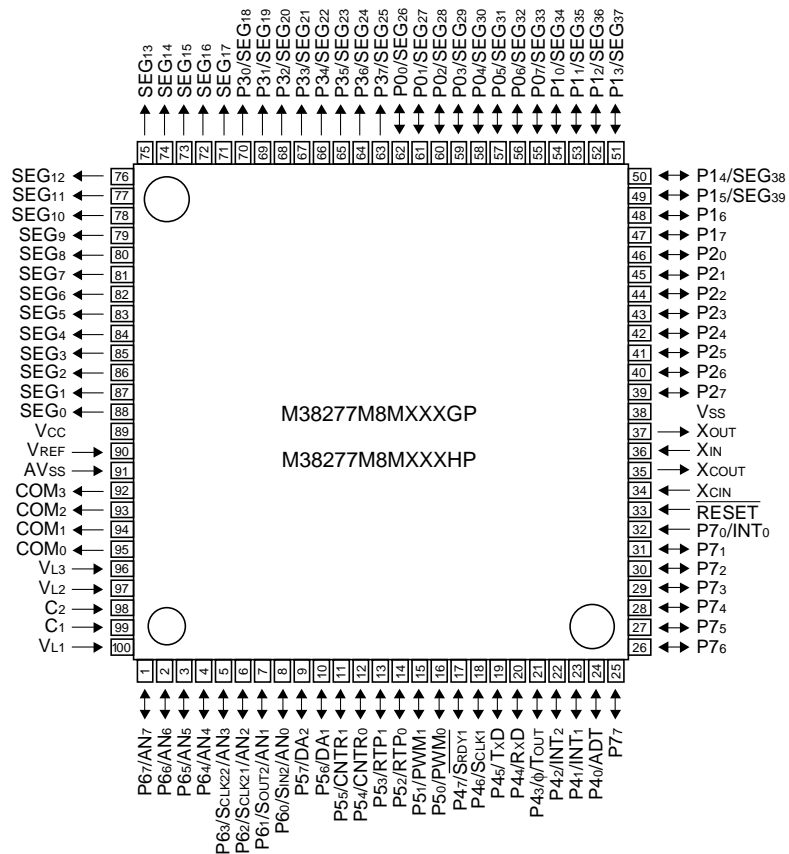 SEG13
SEG14
SEG15
SEG16
SEG17
P30/SEG18
P31/SEG19
P32/SEG20
P33/SEG21
P34/SEG22
P35/SEG23
P36/SEG24
P37/SEG25
P00/SEG26
P01/SEG27
P02/SEG28
P03/SEG29
P04/SEG30
P05/SEG31
P06/SEG32
P07/SEG33
P10/SEG34
P11/SEG35
P12/SEG36
P13/SEG37
75 74 73 72 71 70 69 68 67 66 65 64 63 62 61 60 59 58 57 56 55 54 53 52 51
SEG12 76
SEG11 77
SEG10 78
SEG9 79
SEG8 80
SEG7 81
SEG6 82
SEG5 83
SEG4 84
SEG3 85
SEG2 86
SEG1 87
SEG0 88
VCC 89
VREF 90
AVSS 91
COM3 92
COM2 93
COM1 94
COM0 95
VL3 96
VL2 97
C2 98
C1 99
VL1 100
M38277M8MXXXGP
M38277M8MXXXHP
50 P14/SEG38
49 P15/SEG39
48 P16
47 P17
46 P20
45 P21
44 P22
43 P23
42 P24
41 P25
40 P26
39 P27
38 VSS
37 XOUT
36 XIN
35 XCOUT
34 XCIN
33 RESET
32 P70/INT0
31 P71
30 P72
29 P73
28 P74
27 P75
26 P76
1 2 3 4 5 6 7 8 9 10 11 12 13 14 15 16 17 18 19 20 21 22 23 24 25
P67/AN7
P66/AN6
P65/AN5
P64/AN4
P63/SCLK22/AN3
P62/SCLK21/AN2
P61/SOUT2/AN1
P60/SIN2/AN0
P57/DA2
P56/DA1
P55/CNTR1
P54/CNTR0
P53/RTP1
P52/RTP0
P51/PWM1
P50/PWM0
P47/SRDY1
P46/SCLK1
P45/TXD
P44/RXD
P43/ϕ/TOUT
P42/INT2
P41/INT1
P40/ADT
P77